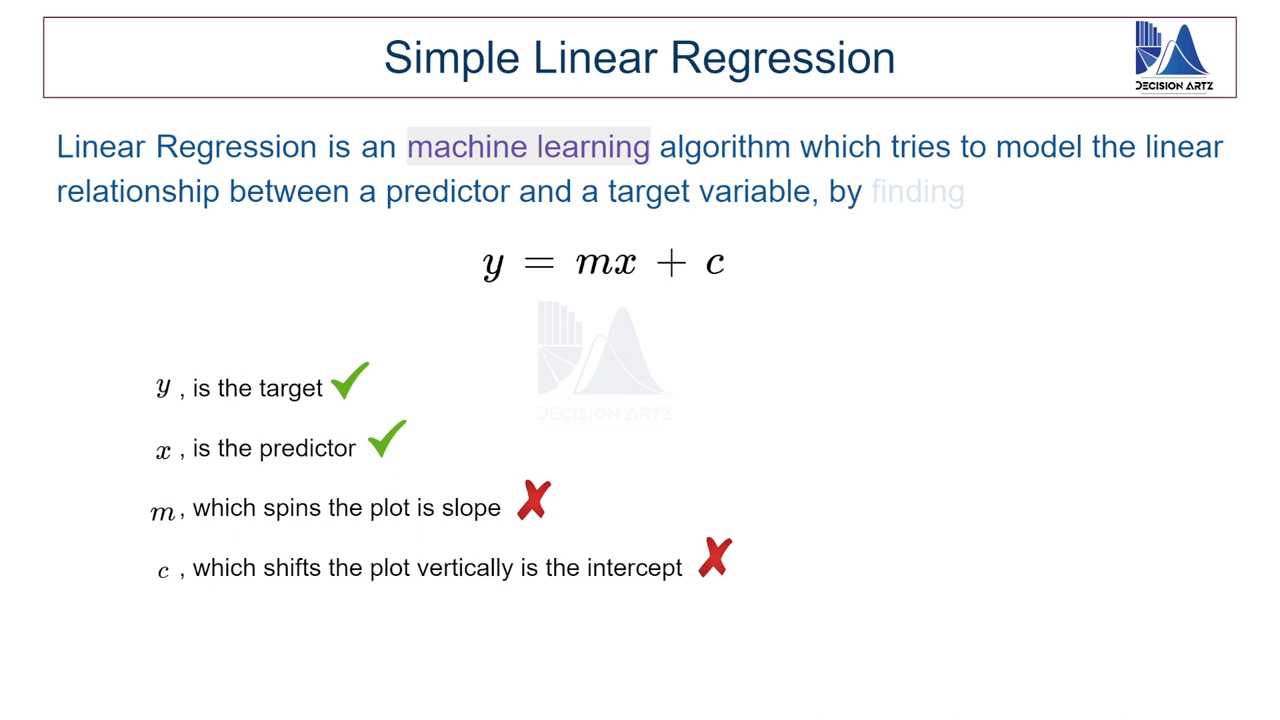 Simple Linear Regression
DECISION ARTZ
Linear Regression is an machine learning algorithm which tries to model the linear
relationship between a predictor and a target variable, by finding
y = mx + c
DECISION ARTZ
y , is the target
x , is the predictor
m , which spins the plot is slope
c , which shifts the plot vertically is the intercept